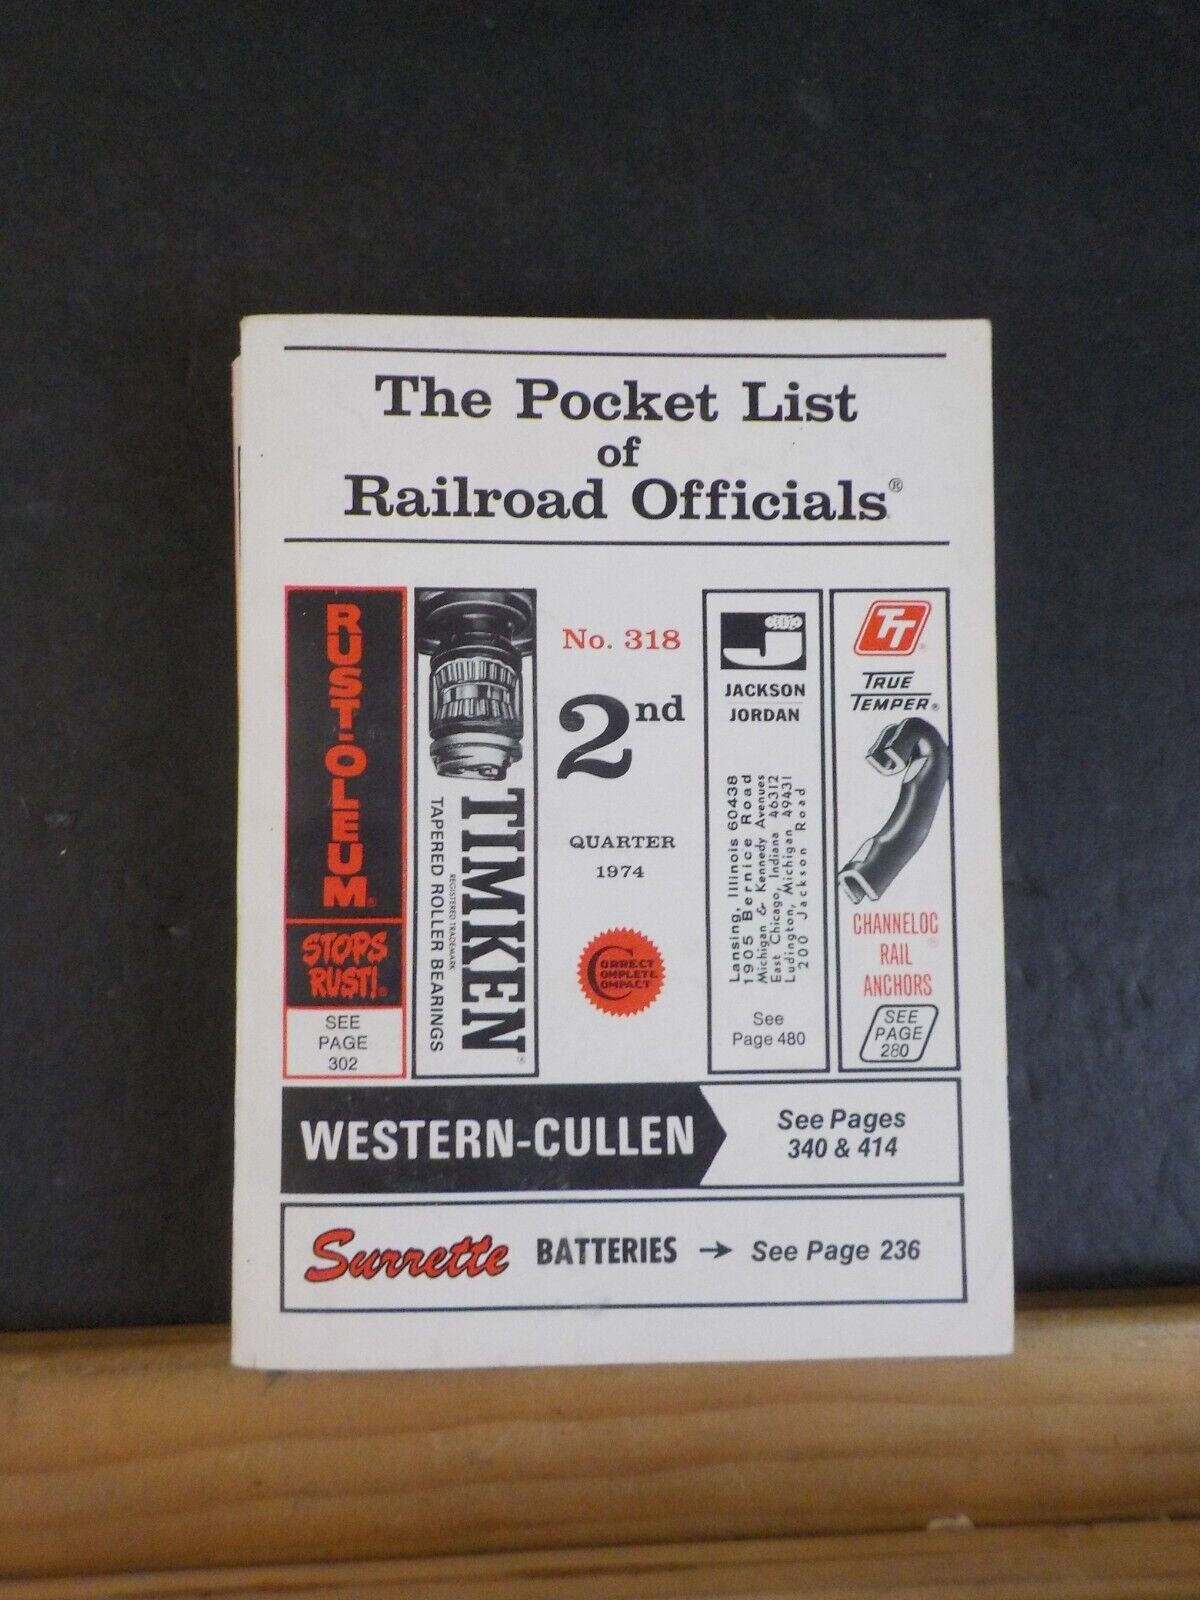 The Pocket List
of
Railroad Officials®
RUST-OLEUM®
STOPS
RUST!®
SEE
PAGE
302
TIMKEN®
REGISTERED TRADEMARK
TAPERED ROLLER BEARINGS
No. 318
2nd
QUARTER
1974
CORRECT
COMPLETE
COMPACT
JACKSON
JORDAN
Lansing, Illinois 60438
1905 Bernice Road
Michigan & Kennedy Avenues
East Chicago, Indiana 46312
Ludington, Michigan 49431
200 Jackson Road
See
Page 480
TT®
TRUE
TEMPER®
CHANNELOC®
RAIL
ANCHORS
SEE
PAGE
280
WESTERN-CULLEN
See Pages
340 & 414
Surrette BATTERIES → See Page 236